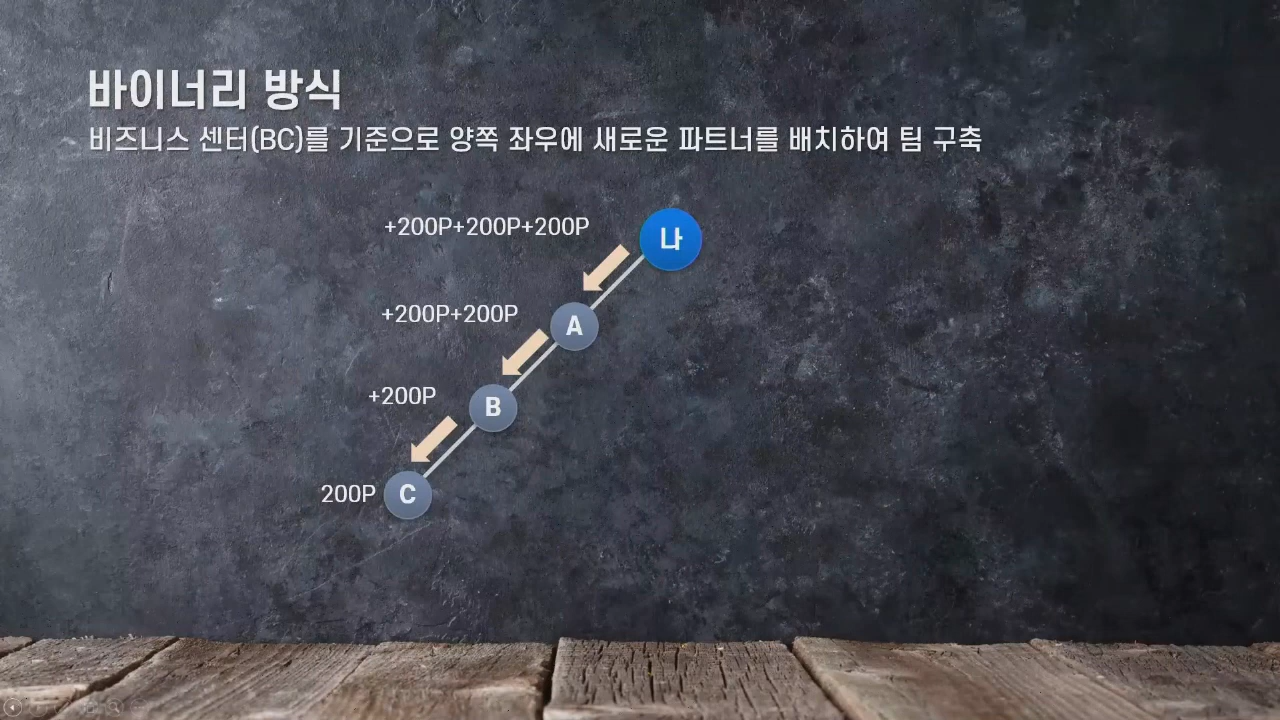 바이너리 방식
비즈니스 센터(BC)를 기준으로 양쪽 좌우에 새로운 파트너를 배치하여 팀 구축
+200P+200P+200P
나
+200P+200P
A
+200P
B
200P
C